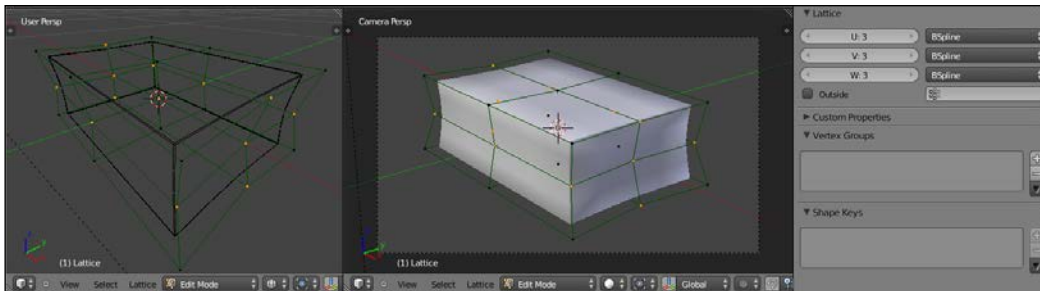 User Persp
(1) Lattice
View Select Lattice Edit Mode
Camera Persp
(1) Lattice
View Select Lattice Edit Mode Global
Lattice
U: 3 BSpline
V: 3 BSpline
W: 3 BSpline
Outside
Custom Properties
Vertex Groups
Shape Keys